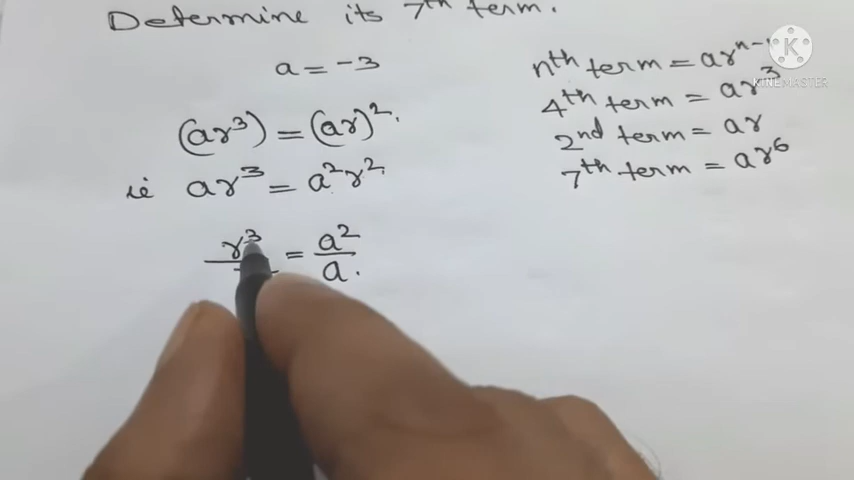 Determine its 7th term.
a = -3
(ar³) = (ar)².
ie ar³ = a²r²
r³ = a²/a.
nth term = arⁿ⁻
4th term = ar³
2nd term = ar
7th term = ar⁶
KINEMASTER